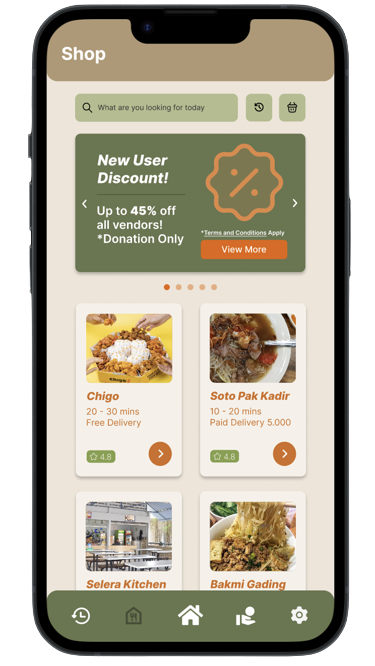 Shop
What are you looking for today
New User
Discount!
Up to 45% off
all vendors!
*Donation Only
*Terms and Conditions Apply
View More
Chigo
20 - 30 mins
Free Delivery
4.8
Soto Pak Kadir
10 - 20 mins
Paid Delivery 5.000
4.8
Selera Kitchen
Bakmi Gading